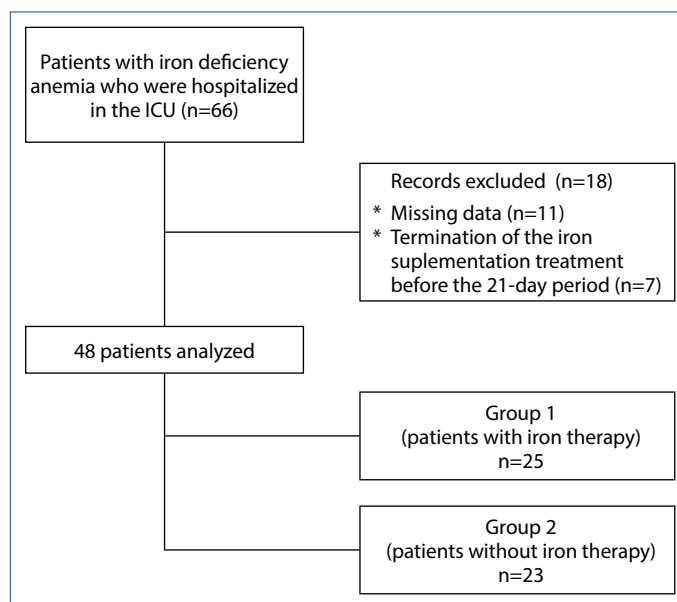 Patients with iron deficiency
anemia who were hospitalized
in the ICU (n=66)
Records excluded (n=18)
* Missing data (n=11)
* Termination of the iron
suplementation treatment
before the 21-day period (n=7)
48 patients analyzed
Group 1
(patients with iron therapy)
n=25
Group 2
(patients without iron therapy)
n=23